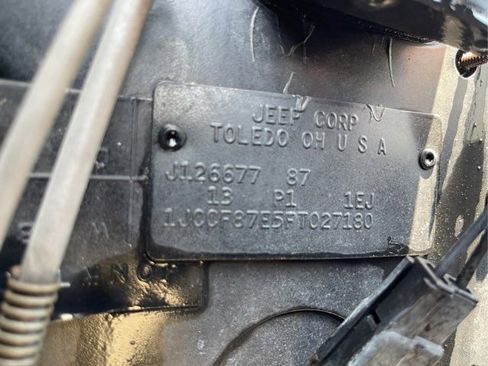 JEEP CORP
TOLEDO OH U S A
J126677 87
13 P1 1EJ
1JCCF87E5FT027180